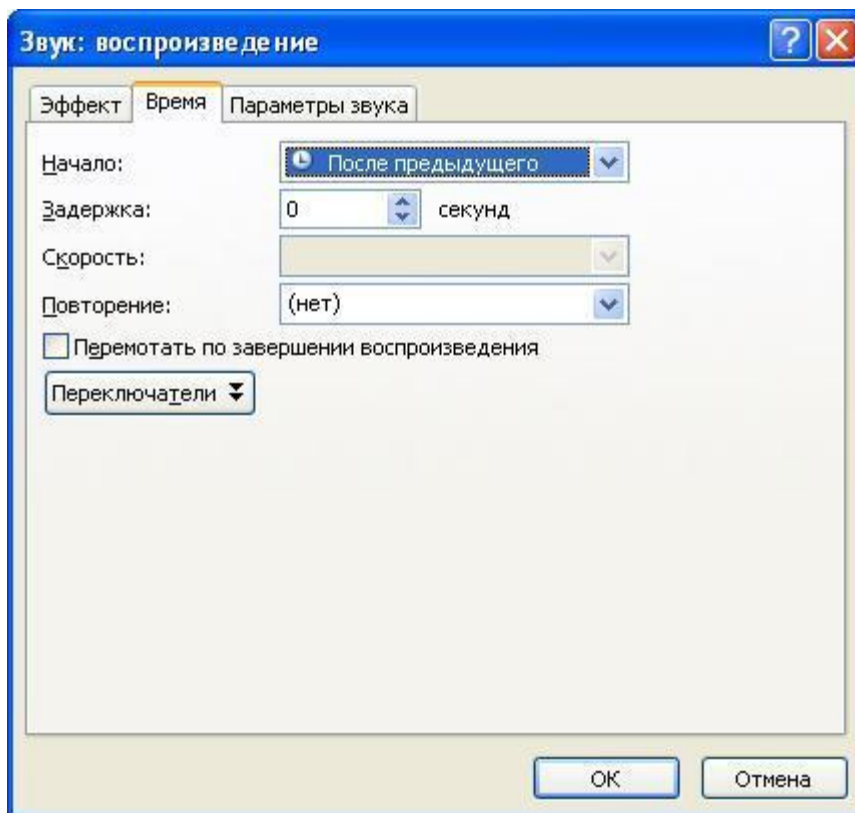 Звук: воспроизведение
Эффект Время Параметры звука
Начало: После предыдущего
Задержка: 0 секунд
Скорость:
Повторение: (нет)
Перемотать по завершении воспроизведения
Переключатели
ОК Отмена